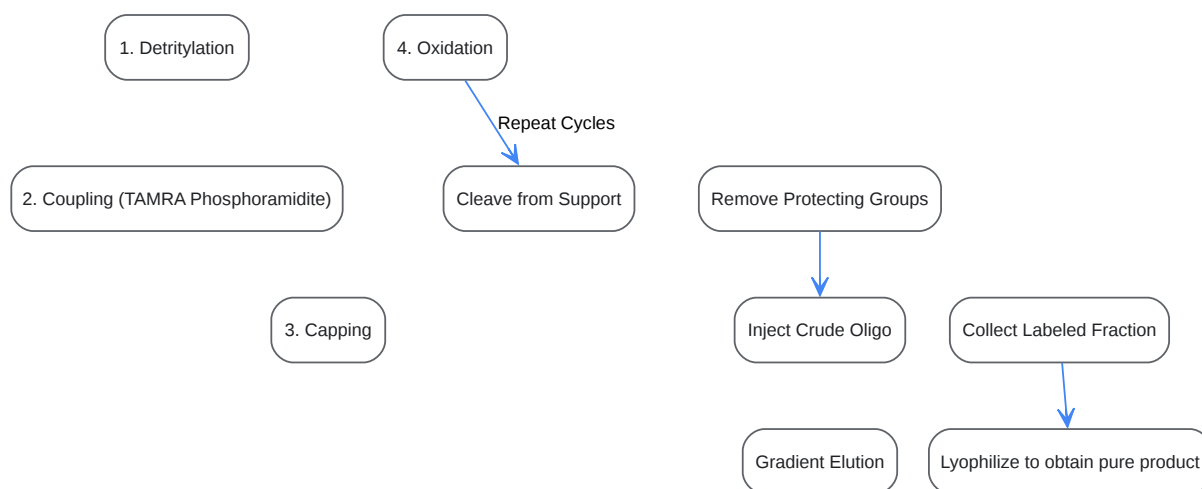 1. Detritylation
4. Oxidation
Repeat Cycles
2. Coupling (TAMRA Phosphoramidite)
Cleave from Support
Remove Protecting Groups
3. Capping
Inject Crude Oligo
Collect Labeled Fraction
Gradient Elution
Lyophilize to obtain pure product